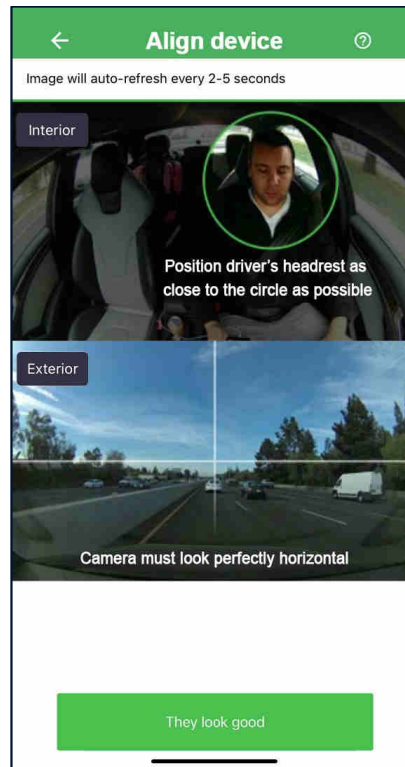 Align device
Image will auto-refresh every 2-5 seconds
Interior
Position driver's headrest as
close to the circle as possible
Exterior
Camera must look perfectly horizontal
They look good